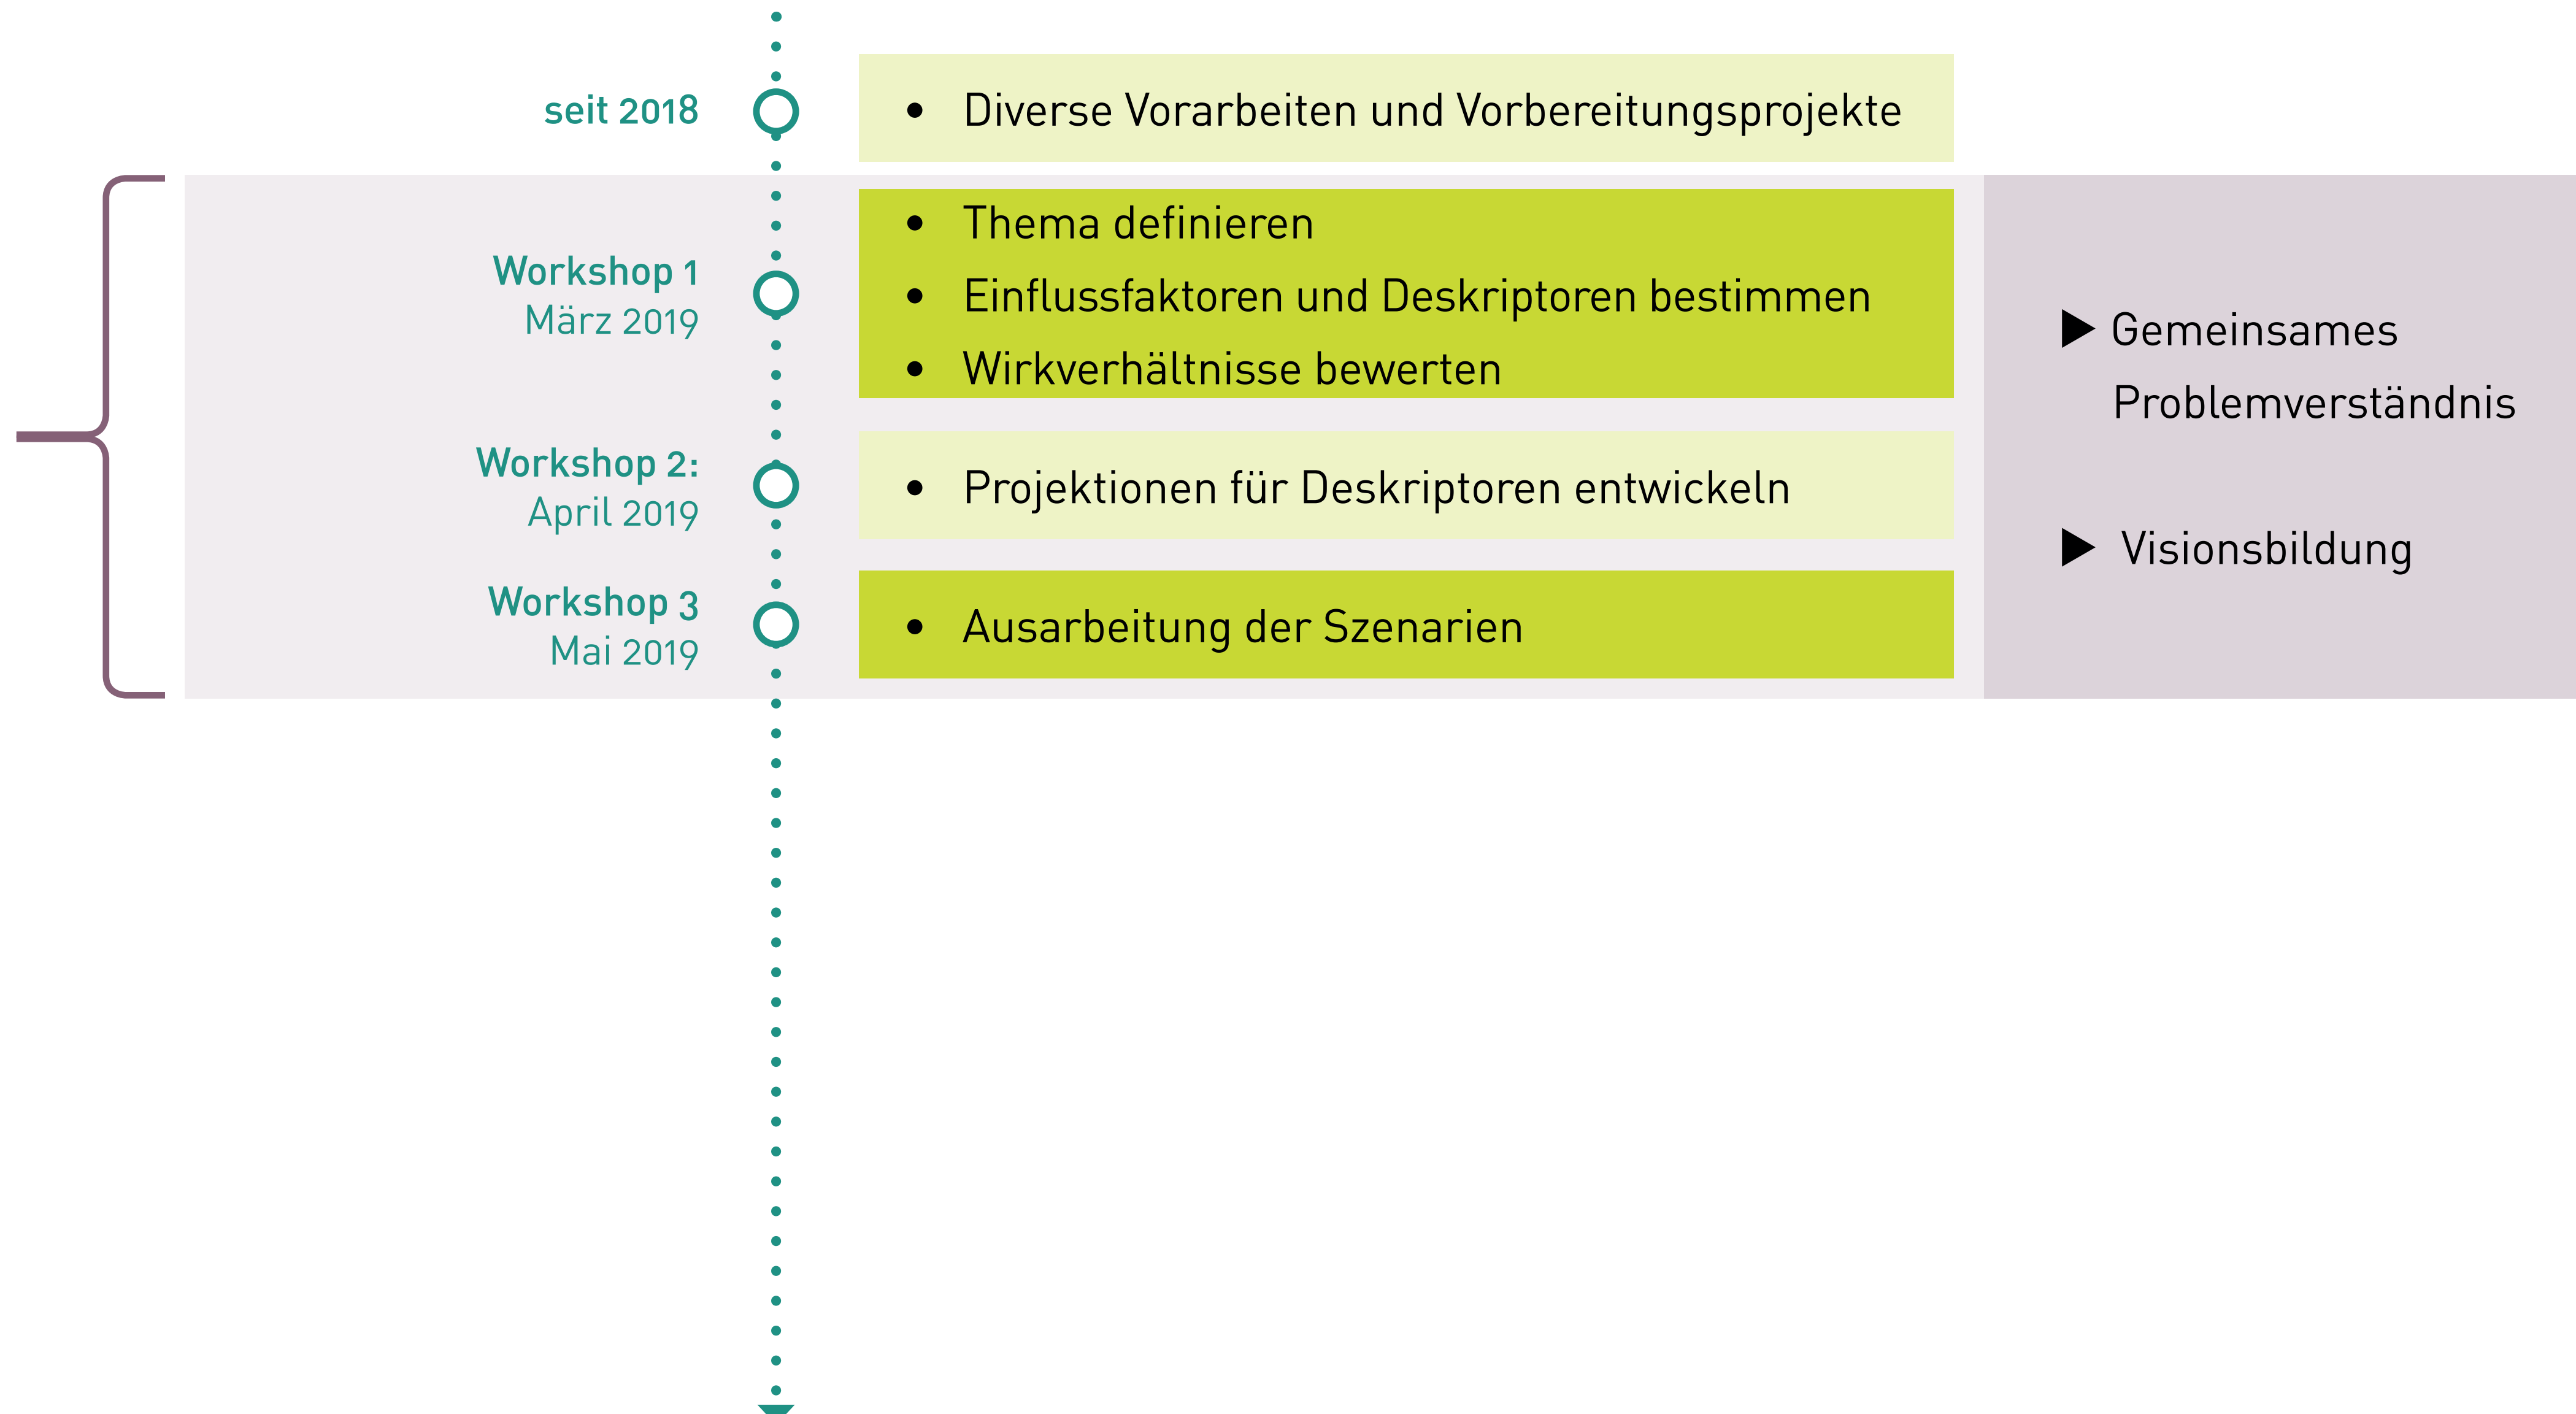 seit 2018
• Diverse Vorarbeiten und Vorbereitungsprojekte
Workshop 1
März 2019
• Thema definieren
• Einflussfaktoren und Deskriptoren bestimmen
• Wirkverhältnisse bewerten
Workshop 2:
April 2019
• Projektionen für Deskriptoren entwickeln
Workshop 3
Mai 2019
• Ausarbeitung der Szenarien
▶ Gemeinsames
Problemverständnis
▶ Visionsbildung